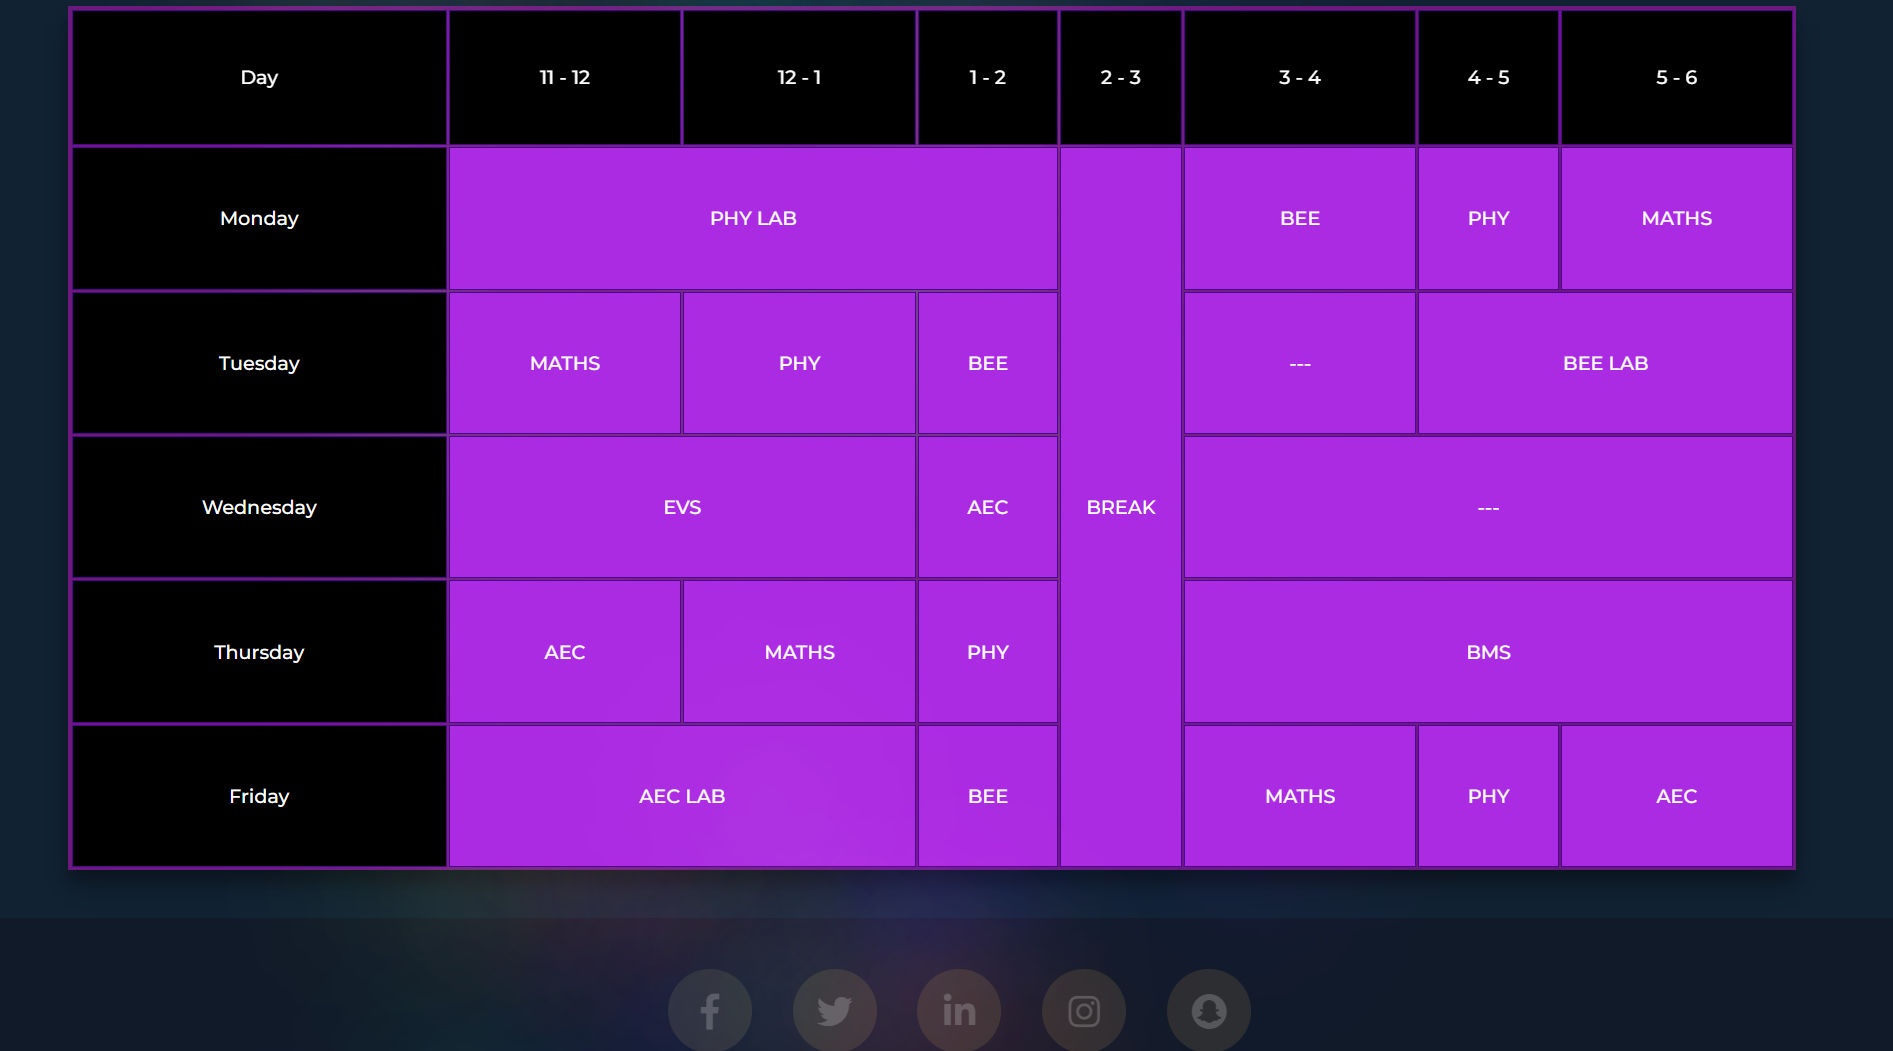 Day 11 - 12 12 - 1 1 - 2 2 - 3 3 - 4 4 - 5 5 - 6
Monday PHY LAB BEE PHY MATHS
Tuesday MATHS PHY BEE --- BEE LAB
Wednesday EVS AEC BREAK ---
Thursday AEC MATHS PHY BMS
Friday AEC LAB BEE MATHS PHY AEC